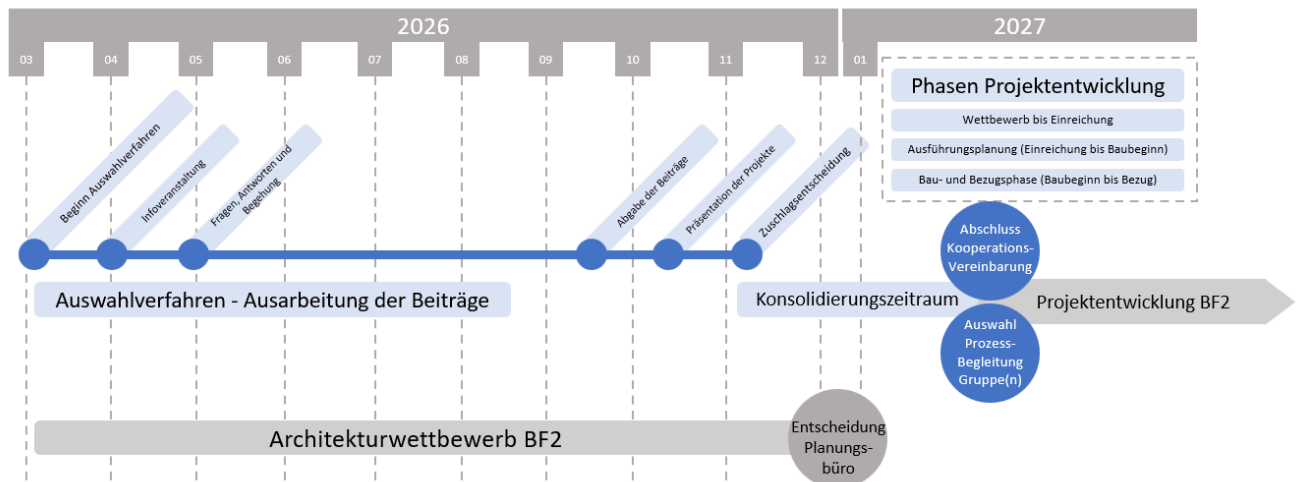 2026
2027
03
04
05
06
07
08
09
10
11
12
01
Phasen Projektentwicklung
Wettbewerb bis Einreichung
Ausführungsplanung (Einreichung bis Baubeginn)
Bau- und Bezugsphase (Baubeginn bis Bezug)
Beginn Auswahlverfahren
Infoveranstaltung
Fragen, Antworten und
Begehung
Abgabe der Beiträge
Präsentation der Projekte
Zuschlagsentscheidung
Abschluss
Kooperations-
Vereinbarung
Auswahlverfahren - Ausarbeitung der Beiträge
Konsolidierungszeitraum
Projektentwicklung BF2
Auswahl
Prozess-
Begleitung
Gruppe(n)
Architekturwettbewerb BF2
Entscheidung
Planungs-
büro